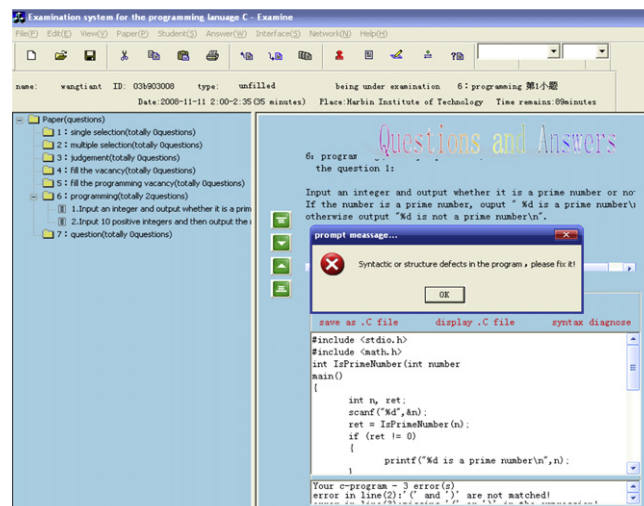 Examination system for the programming lanuage C - Examine
File(F) Edit(E) View(V) Paper(P) Student(S) Answer(W) Interface(S) Network(N) Help(H)
name: wangtiant ID: 03b903008 type: unfilled being under examination 6：programming 第1小题
Date:2008-11-11 2:00-2:35(35 minutes) Place:Harbin Institute of Technology Time remains:89minutes
Paper(questions)
1：single selection(totally 0questions)
2：multiple selection(totally 0questions)
3：judgement(totally 0questions)
4：fill the vacancy(totally 0questions)
5：fill the programming vacancy(totally 0questions)
6：programming(totally 2questions)
1.Input an integer and output whether it is a prim
2.Input 10 positive integers and then output the
7：question(totally 0questions)
Questions and Answers
6: program
the question 1:
Input an integer and output whether it is a prime number or no
If the number is a prime number, ouput " %d is a prime number\
otherwise output "%d is not a prime number\n".
prompt meassage...
Syntactic or structure defects in the program, please fix it!
OK
save as .C file display .C file syntax diagnose
#include <stdio.h>
#include <math.h>
int IsPrimeNumber(int number
main()
{
int n, ret;
scanf("%d",&n);
ret = IsPrimeNumber(n);
if (ret != 0)
{
printf("%d is a prime number\n",n);
}
Your c-program - 3 error(s)
error in line(2):'(' and ')' are not matched!